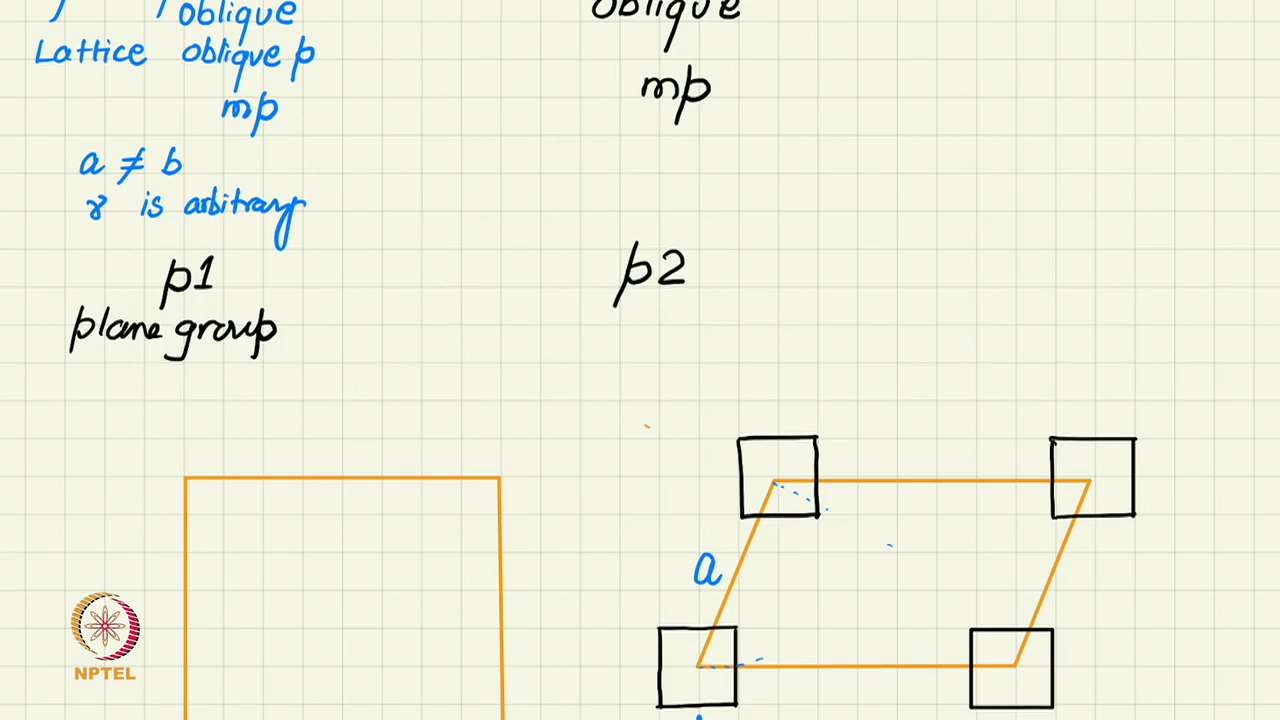 oblique
oblique
Lattice oblique p
mp
mp
a ≠ b
γ is arbitrary
p1
p2
plane group
a
NPTEL